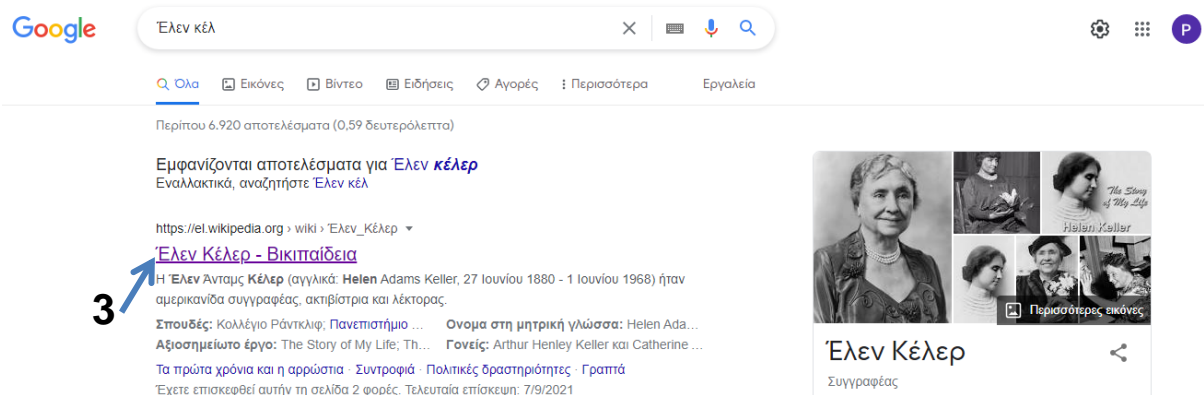 Google
Έλεν κέλ
P
Όλα Εικόνες Βίντεο Ειδήσεις Αγορές Περισσότερα Εργαλεία
Περίπου 6.920 αποτελέσματα (0,59 δευτερόλεπτα)
Εμφανίζονται αποτελέσματα για Έλεν κέλερ
Εναλλακτικά, αναζητήστε Έλεν κέλ
https://el.wikipedia.org › wiki › Έλεν_Κέλερ
Έλεν Κέλερ - Βικιπαίδεια
Η Έλεν Άνταμς Κέλερ (αγγλικά: Helen Adams Keller, 27 Ιουνίου 1880 - 1 Ιουνίου 1968) ήταν
αμερικανίδα συγγραφέας, ακτιβίστρια και λέκτορας.
3
Σπουδές: Κολλέγιο Ράντκλιφ; Πανεπιστήμιο ... Ονομα στη μητρική γλώσσα: Helen Ada...
Αξιοσημείωτο έργο: The Story of My Life; Th... Γονείς: Arthur Henley Keller και Catherine ...
Τα πρώτα χρόνια και η αρρώστια · Συντροφιά · Πολιτικές δραστηριότητες · Γραπτά
Έχετε επισκεφθεί αυτήν τη σελίδα 2 φορές. Τελευταία επίσκεψη: 7/9/2021
The Story
of My Life
Helen Keller
Περισσότερες εικόνες
Έλεν Κέλερ
Συγγραφέας